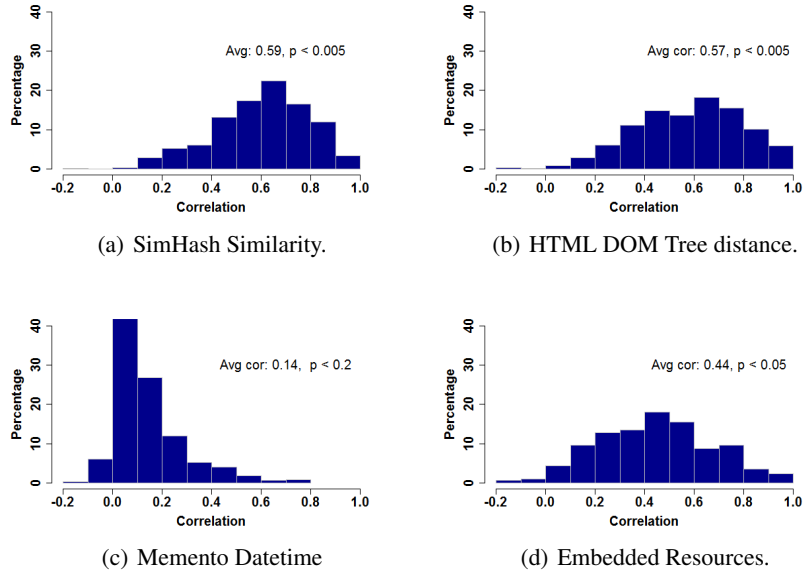 40
30
20
10
0
Percentage
Avg: 0.59, p < 0.005
-0.2 0.0 0.2 0.4 0.6 0.8 1.0
Correlation
(a) SimHash Similarity.
40
30
20
10
0
Percentage
Avg cor: 0.57, p < 0.005
-0.2 0.0 0.2 0.4 0.6 0.8 1.0
Correlation
(b) HTML DOM Tree distance.
40
30
20
10
0
Percentage
Avg cor: 0.14, p < 0.2
-0.2 0.0 0.2 0.4 0.6 0.8 1.0
Correlation
(c) Memento Datetime
40
30
20
10
0
Percentage
Avg cor: 0.44, p < 0.05
-0.2 0.0 0.2 0.4 0.6 0.8 1.0
Correlation
(d) Embedded Resources.